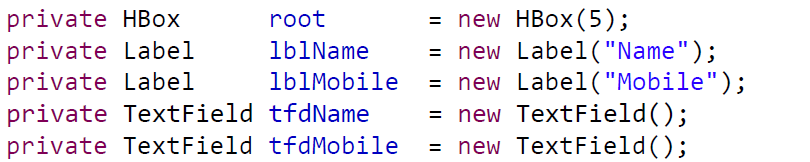 private HBox      root        = new HBox(5);
private Label     lblName     = new Label("Name");
private Label     lblMobile   = new Label("Mobile");
private TextField tfdName     = new TextField();
private TextField tfdMobile   = new TextField();